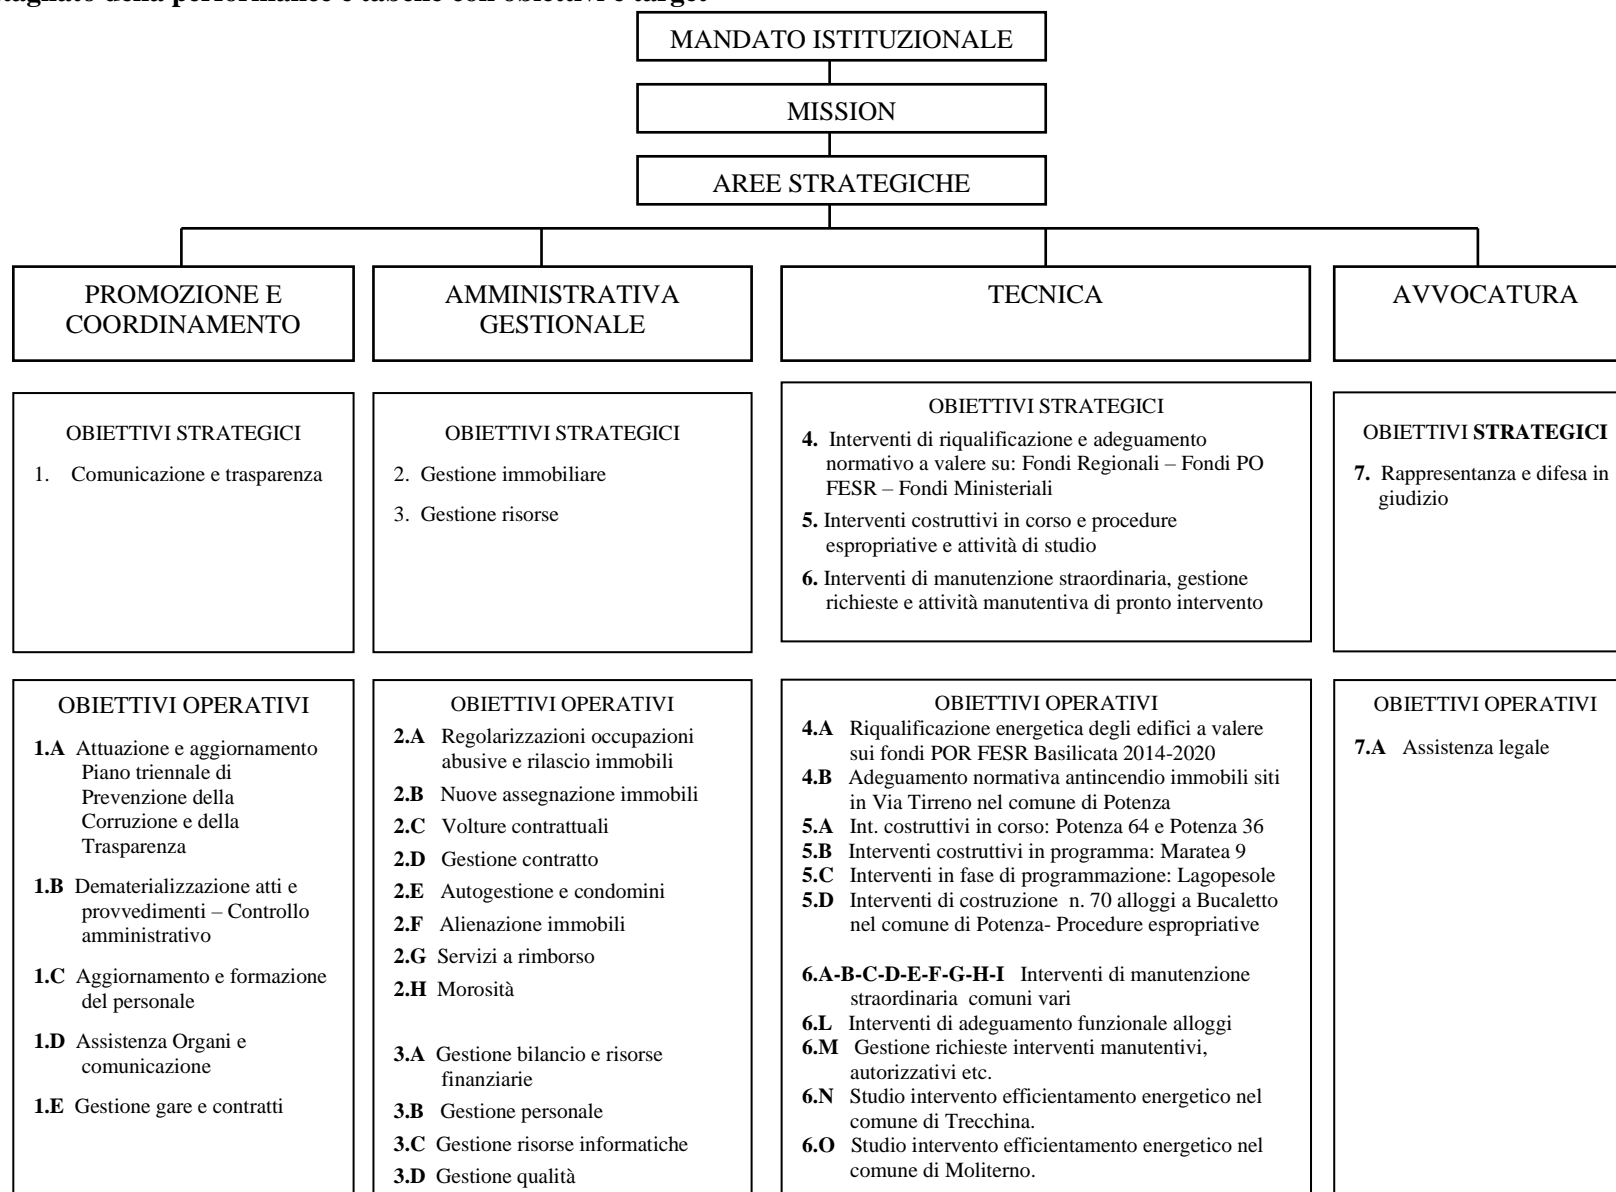 della performance e tabelle con obiettivi e target
MANDATO ISTITUZIONALE
MISSION
AREE STRATEGICHE
PROMOZIONE E
COORDINAMENTO
AMMINISTRATIVA
GESTIONALE
TECNICA
AVVOCATURA
OBIETTIVI STRATEGICI
1. Comunicazione e trasparenza
OBIETTIVI STRATEGICI
2. Gestione immobiliare
3. Gestione risorse
OBIETTIVI STRATEGICI
4. Interventi di riqualificazione e adeguamento
normativo a valere su: Fondi Regionali – Fondi PO
FESR – Fondi Ministeriali
5. Interventi costruttivi in corso e procedure
espropriative e attività di studio
6. Interventi di manutenzione straordinaria, gestione
richieste e attività manutentiva di pronto intervento
OBIETTIVI STRATEGICI
7. Rappresentanza e difesa in
giudizio
OBIETTIVI OPERATIVI
1.A Attuazione e aggiornamento
Piano triennale di
Prevenzione della
Corruzione e della
Trasparenza
1.B Dematerializzazione atti e
provvedimenti – Controllo
amministrativo
1.C Aggiornamento e formazione
del personale
1.D Assistenza Organi e
comunicazione
1.E Gestione gare e contratti
OBIETTIVI OPERATIVI
2.A Regolarizzazioni occupazioni
abusive e rilascio immobili
2.B Nuove assegnazione immobili
2.C Volture contrattuali
2.D Gestione contratto
2.E Autogestione e condomini
2.F Alienazione immobili
2.G Servizi a rimborso
2.H Morosità
3.A Gestione bilancio e risorse
finanziarie
3.B Gestione personale
3.C Gestione risorse informatiche
3.D Gestione qualità
OBIETTIVI OPERATIVI
4.A Riqualificazione energetica degli edifici a valere
sui fondi POR FESR Basilicata 2014-2020
4.B Adeguamento normativa antincendio immobili siti
in Via Tirreno nel comune di Potenza
5.A Int. costruttivi in corso: Potenza 64 e Potenza 36
5.B Interventi costruttivi in programma: Maratea 9
5.C Interventi in fase di programmazione: Lagopesole
5.D Interventi di costruzione n. 70 alloggi a Bucaletto
nel comune di Potenza- Procedure espropriative
6.A-B-C-D-E-F-G-H-I Interventi di manutenzione
straordinaria comuni vari
6.L Interventi di adeguamento funzionale alloggi
6.M Gestione richieste interventi manutentivi,
autorizzativi etc.
6.N Studio intervento efficientamento energetico nel
comune di Trecchina.
6.O Studio intervento efficientamento energetico nel
comune di Moliterno.
OBIETTIVI OPERATIVI
7.A Assistenza legale